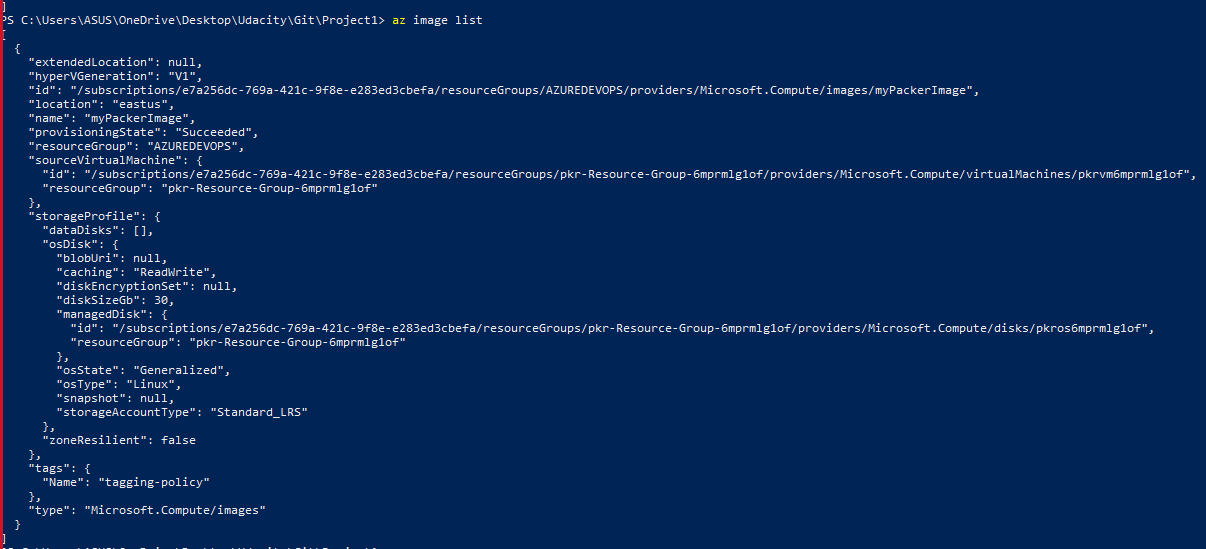 ]
PS C:\Users\ASUS\OneDrive\Desktop\Udacity\Git\Project1> az image list
[
  {
    "extendedLocation": null,
    "hyperVGeneration": "V1",
    "id": "/subscriptions/e7a256dc-769a-421c-9f8e-e283ed3cbefa/resourceGroups/AZUREDEVOPS/providers/Microsoft.Compute/images/myPackerImage",
    "location": "eastus",
    "name": "myPackerImage",
    "provisioningState": "Succeeded",
    "resourceGroup": "AZUREDEVOPS",
    "sourceVirtualMachine": {
      "id": "/subscriptions/e7a256dc-769a-421c-9f8e-e283ed3cbefa/resourceGroups/pkr-Resource-Group-6mprmlg1of/providers/Microsoft.Compute/virtualMachines/pkrvm6mprmlg1of",
      "resourceGroup": "pkr-Resource-Group-6mprmlg1of"
    },
    "storageProfile": {
      "dataDisks": [],
      "osDisk": {
        "blobUri": null,
        "caching": "ReadWrite",
        "diskEncryptionSet": null,
        "diskSizeGb": 30,
        "managedDisk": {
          "id": "/subscriptions/e7a256dc-769a-421c-9f8e-e283ed3cbefa/resourceGroups/pkr-Resource-Group-6mprmlg1of/providers/Microsoft.Compute/disks/pkros6mprmlg1of",
          "resourceGroup": "pkr-Resource-Group-6mprmlg1of"
        },
        "osState": "Generalized",
        "osType": "Linux",
        "snapshot": null,
        "storageAccountType": "Standard_LRS"
      },
      "zoneResilient": false
    },
    "tags": {
      "Name": "tagging-policy"
    },
    "type": "Microsoft.Compute/images"
  }
]